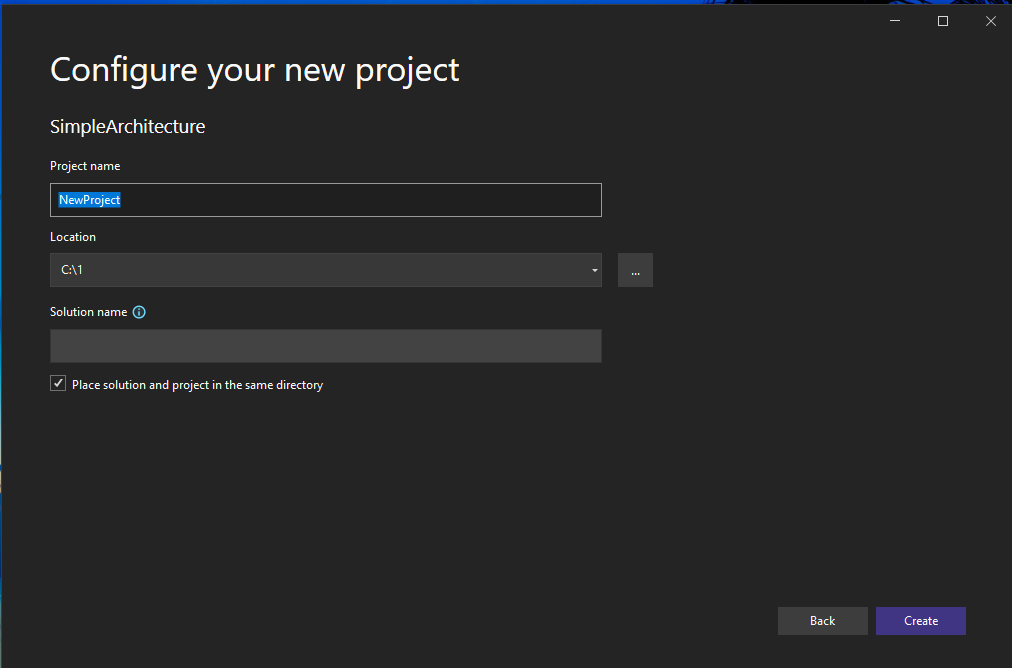 Configure your new project
SimpleArchitecture
Project name
NewProject
Location
C:\1
...
Solution name
Place solution and project in the same directory
Back
Create